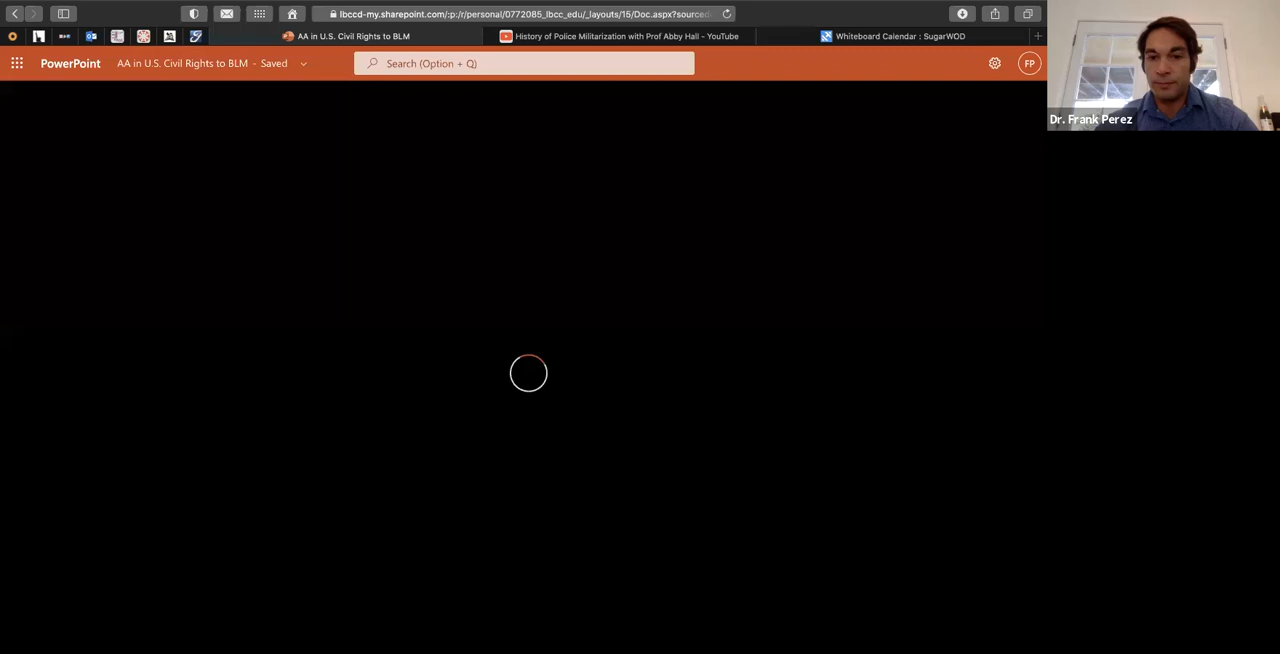 lbccd-my.sharepoint.com/:p:/r/personal/0772085_lbcc_edu/_layouts/15/Doc.aspx?sourced
AA in U.S. Civil Rights to BLM
History of Police Militarization with Prof Abby Hall - YouTube
Whiteboard Calendar : SugarWOD
PowerPoint
AA in U.S. Civil Rights to BLM - Saved
Search (Option + Q)
FP
Dr. Frank Perez